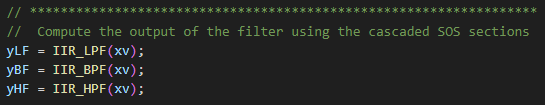 // ****************************************************************
//  Compute the output of the filter using the cascaded SOS sections
yLF = IIR_LPF(xv);
yBF = IIR_BPF(xv);
yHF = IIR_HPF(xv);